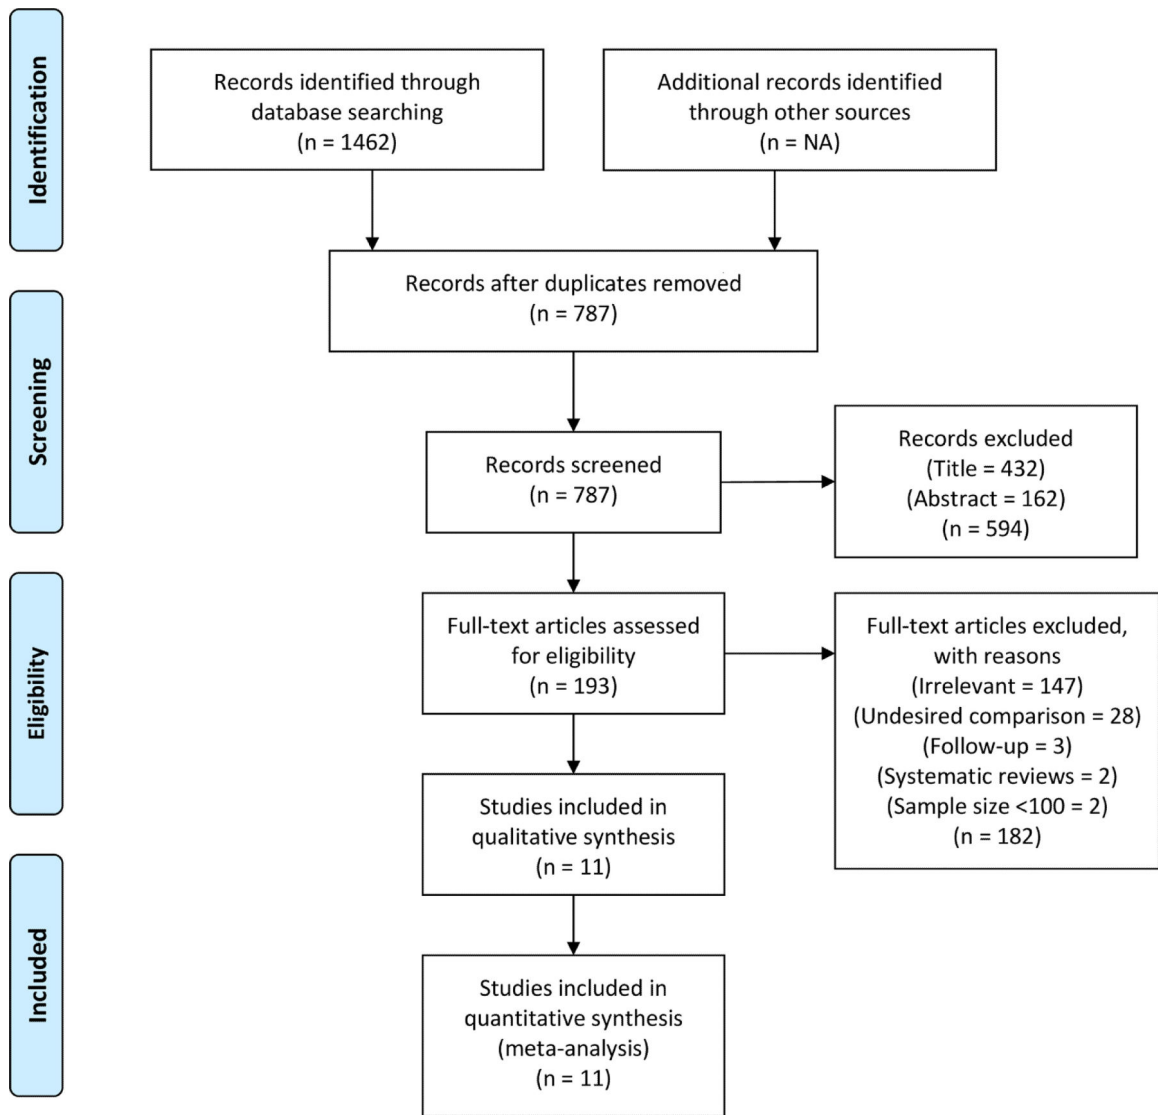 Identification
Records identified through
database searching
(n = 1462)
Additional records identified
through other sources
(n = NA)
Records after duplicates removed
(n = 787)
Screening
Records screened
(n = 787)
Records excluded
(Title = 432)
(Abstract = 162)
(n = 594)
Eligibility
Full-text articles assessed
for eligibility
(n = 193)
Full-text articles excluded,
with reasons
(Irrelevant = 147)
(Undesired comparison = 28)
(Follow-up = 3)
(Systematic reviews = 2)
(Sample size <100 = 2)
(n = 182)
Studies included in
qualitative synthesis
(n = 11)
Included
Studies included in
quantitative synthesis
(meta-analysis)
(n = 11)